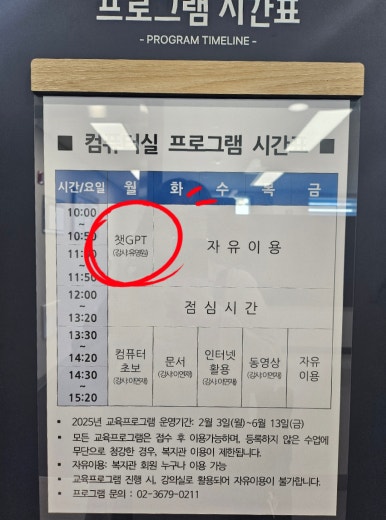 프로그램 시간표
- PROGRAM TIMELINE -
■ 컴퓨터실 프로그램 시간표 ■
시간/요일 월 화 수 목 금
10:00
~
10:50
11:00
~
11:50
챗GPT
(강사:유영원)
자유이용
12:00
~
13:20
점심시간
13:30
~
14:20
14:30
~
15:20
컴퓨터
초보
(강사:이연재)
문서
(강사:이연재)
인터넷
활용
(강사:이연재)
동영상
(강사:이연재)
자유
이용
• 2025년 교육프로그램 운영기간: 2월 3일(월)~6월 13일(금)
• 모든 교육프로그램은 접수 후 이용가능하며, 등록하지 않은 수업에
무단으로 청강한 경우, 복지관 이용이 제한됩니다.
• 자유이용: 복지관 회원 누구나 이용 가능
• 교육프로그램 진행 시, 강의실로 활용되어 자유이용이 불가합니다.
• 프로그램 문의 : 02-3679-0211